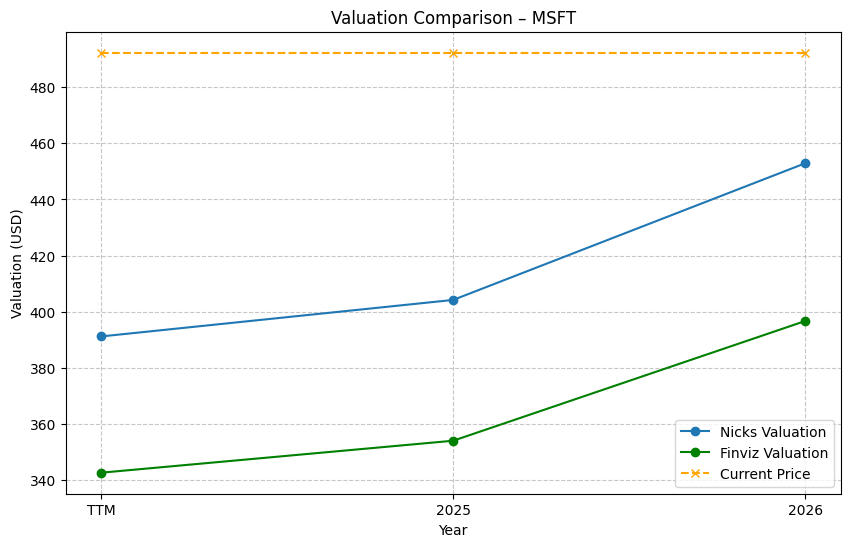 Valuation Comparison – MSFT
Valuation (USD)
480
460
440
420
400
380
360
340
TTM
2025
2026
Year
Nicks Valuation
Finviz Valuation
Current Price